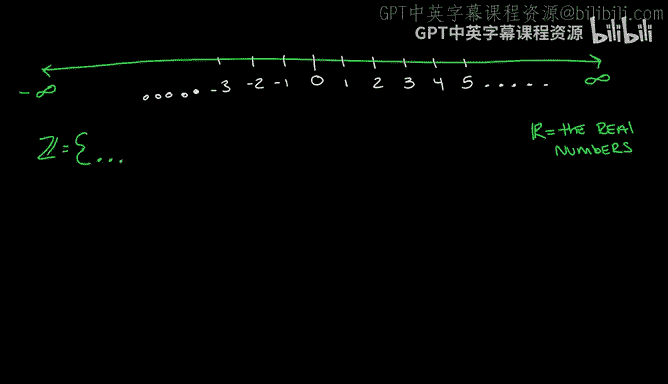 GPT中英字幕课程资源@bilibili.com
GPT中英字幕课程资源 bilibili
-∞ ..... -3 -2 -1 0 1 2 3 4 5 ..... ∞
ℤ={...
ℝ=THE REAL
NUMBERS